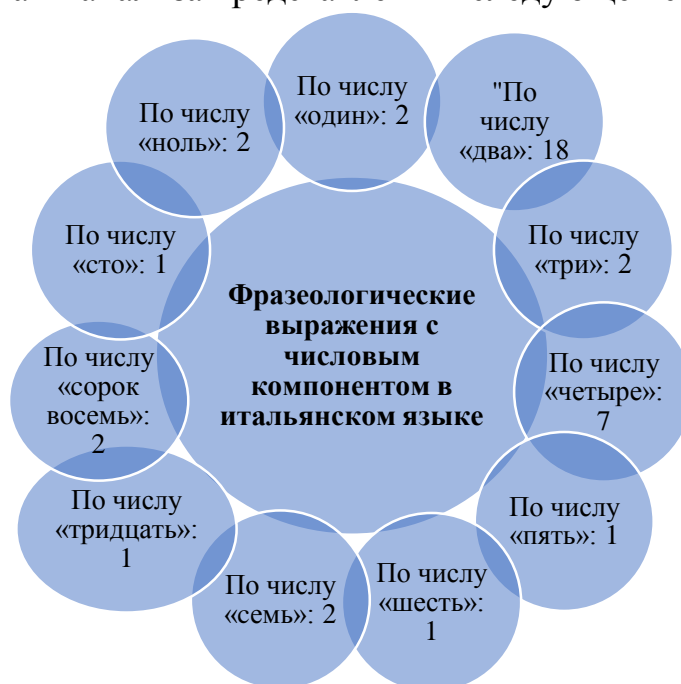 По числу
«один»: 2
"По
числу
«два»: 18
По числу
«три»: 2
По числу
«четыре»:
7
По числу
«пять»: 1
По числу
«шесть»:
1
По числу
«семь»: 2
По числу
«тридцать»:
1
По числу
«сорок
восемь»:
2
По числу
«сто»: 1
По числу
«ноль»: 2
Фразеологические
выражения с
числовым
компонентом в
итальянском языке